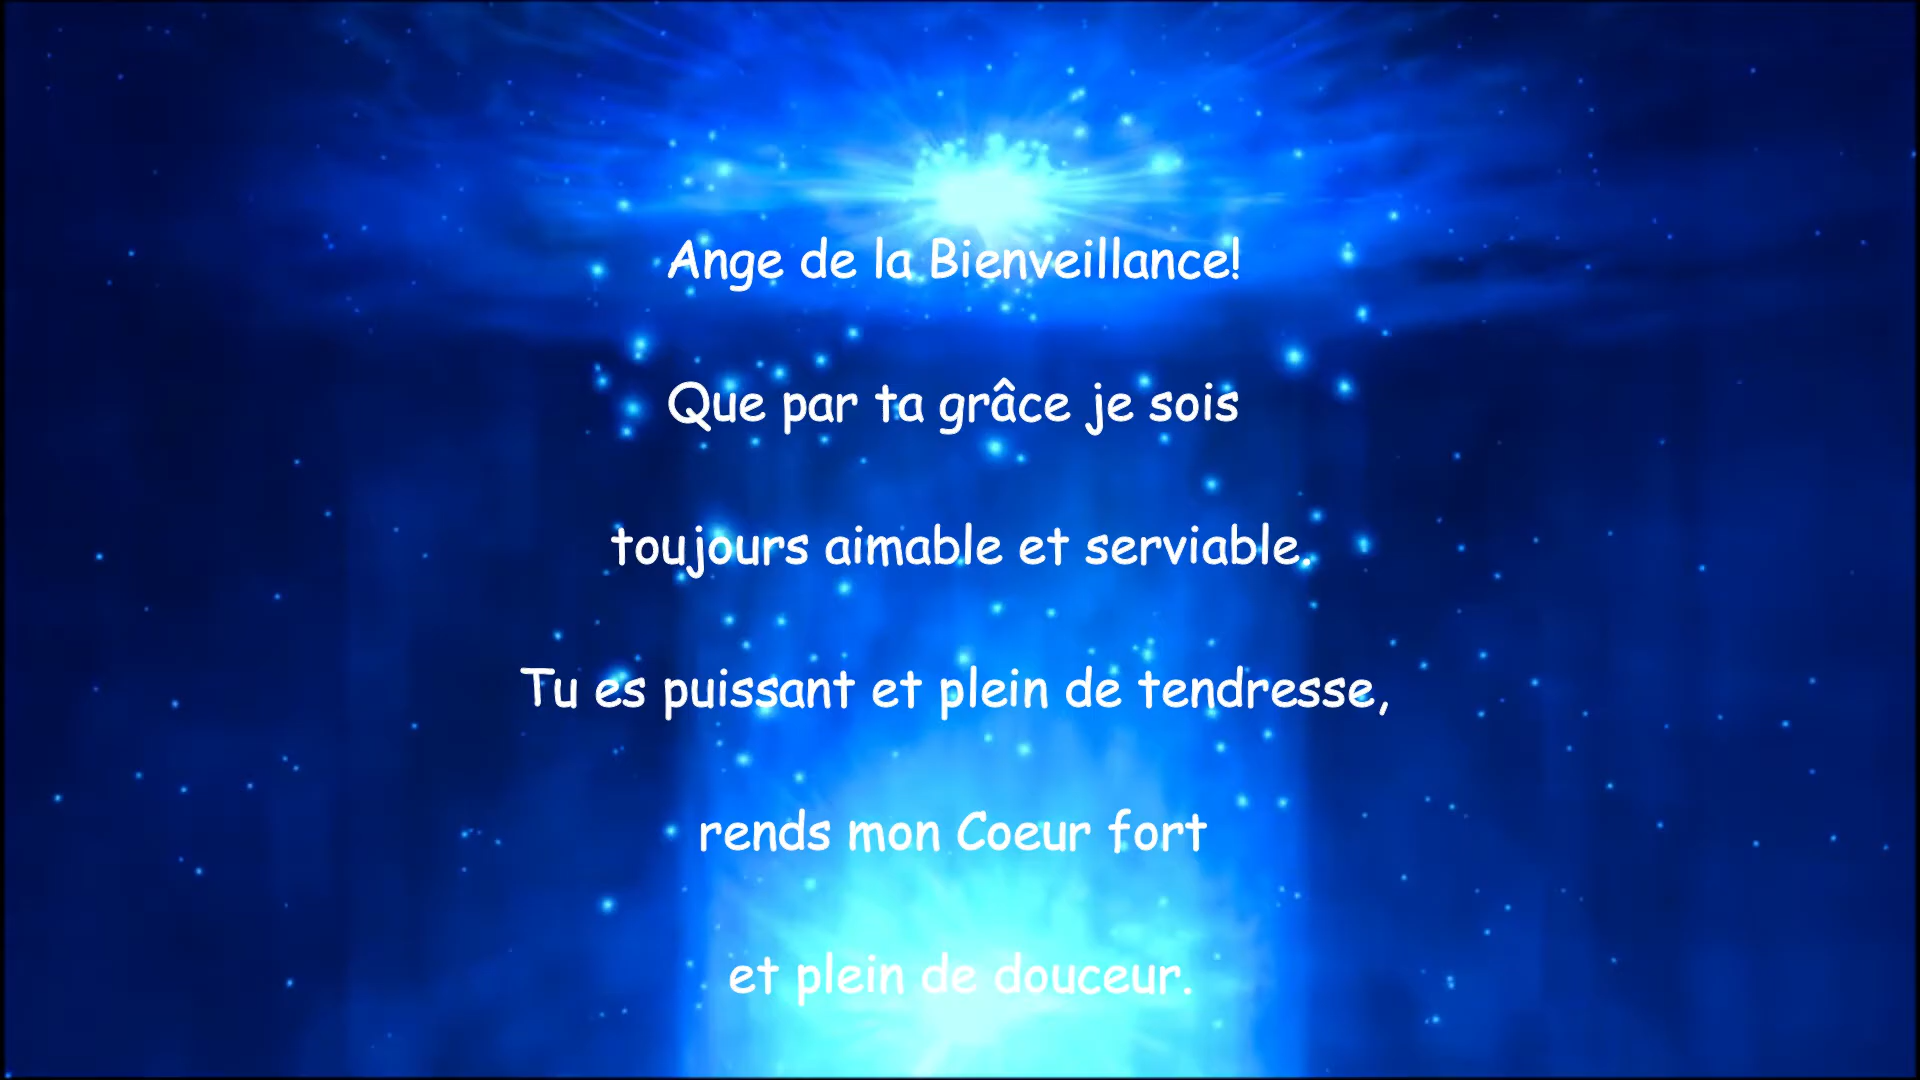 Ange de la Bienveillance!
Que par ta grâce je sois
toujours aimable et serviable.
Tu es puissant et plein de tendresse,
rends mon Coeur fort
et plein de douceur.